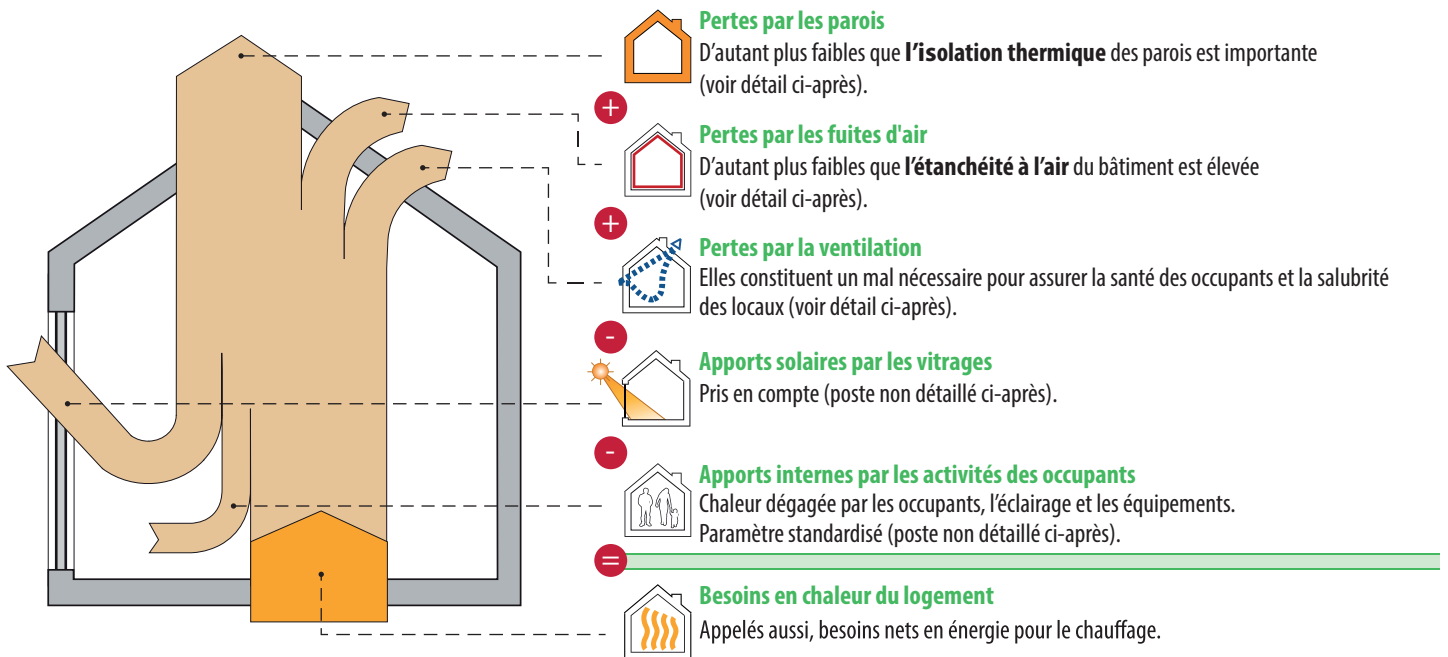 Pertes par les parois
D’autant plus faibles que l’isolation thermique des parois est importante
(voir détail ci-après).
+
Pertes par les fuites d'air
D’autant plus faibles que l’étanchéité à l’air du bâtiment est élevée
(voir détail ci-après).
+
Pertes par la ventilation
Elles constituent un mal nécessaire pour assurer la santé des occupants et la salubrité
des locaux (voir détail ci-après).
-
Apports solaires par les vitrages
Pris en compte (poste non détaillé ci-après).
-
Apports internes par les activités des occupants
Chaleur dégagée par les occupants, l’éclairage et les équipements.
Paramètre standardisé (poste non détaillé ci-après).
=
Besoins en chaleur du logement
Appelés aussi, besoins nets en énergie pour le chauffage.